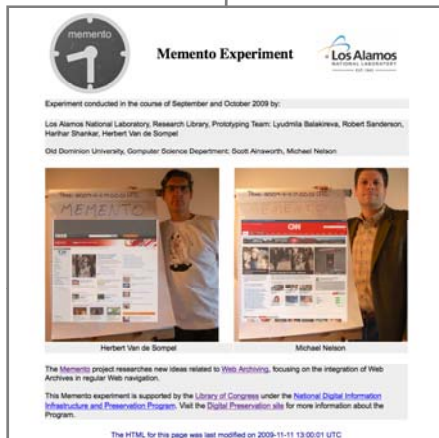 memento
Memento Experiment
Los Alamos
NATIONAL LABORATORY
EST. 1943
Experiment conducted in the course of September and October 2009 by:
Los Alamos National Laboratory, Research Library, Prototyping Team: Lyudmila Balakireva, Robert Sanderson,
Harihar Shankar, Herbert Van de Sompel
Old Dominion University, Computer Science Department: Scott Ainsworth, Michael Nelson
MEMENTO
CNN
Herbert Van de Sompel
Michael Nelson
The Memento project researches new ideas related to Web Archiving, focusing on the integration of Web
Archives in regular Web navigation.
This Memento experiment is supported by the Library of Congress under the National Digital Information
Infrastructure and Preservation Program. Visit the Digital Preservation site for more information about the
Program.
The HTML for this page was last modified on 2009-11-11 13:00:01 UTC